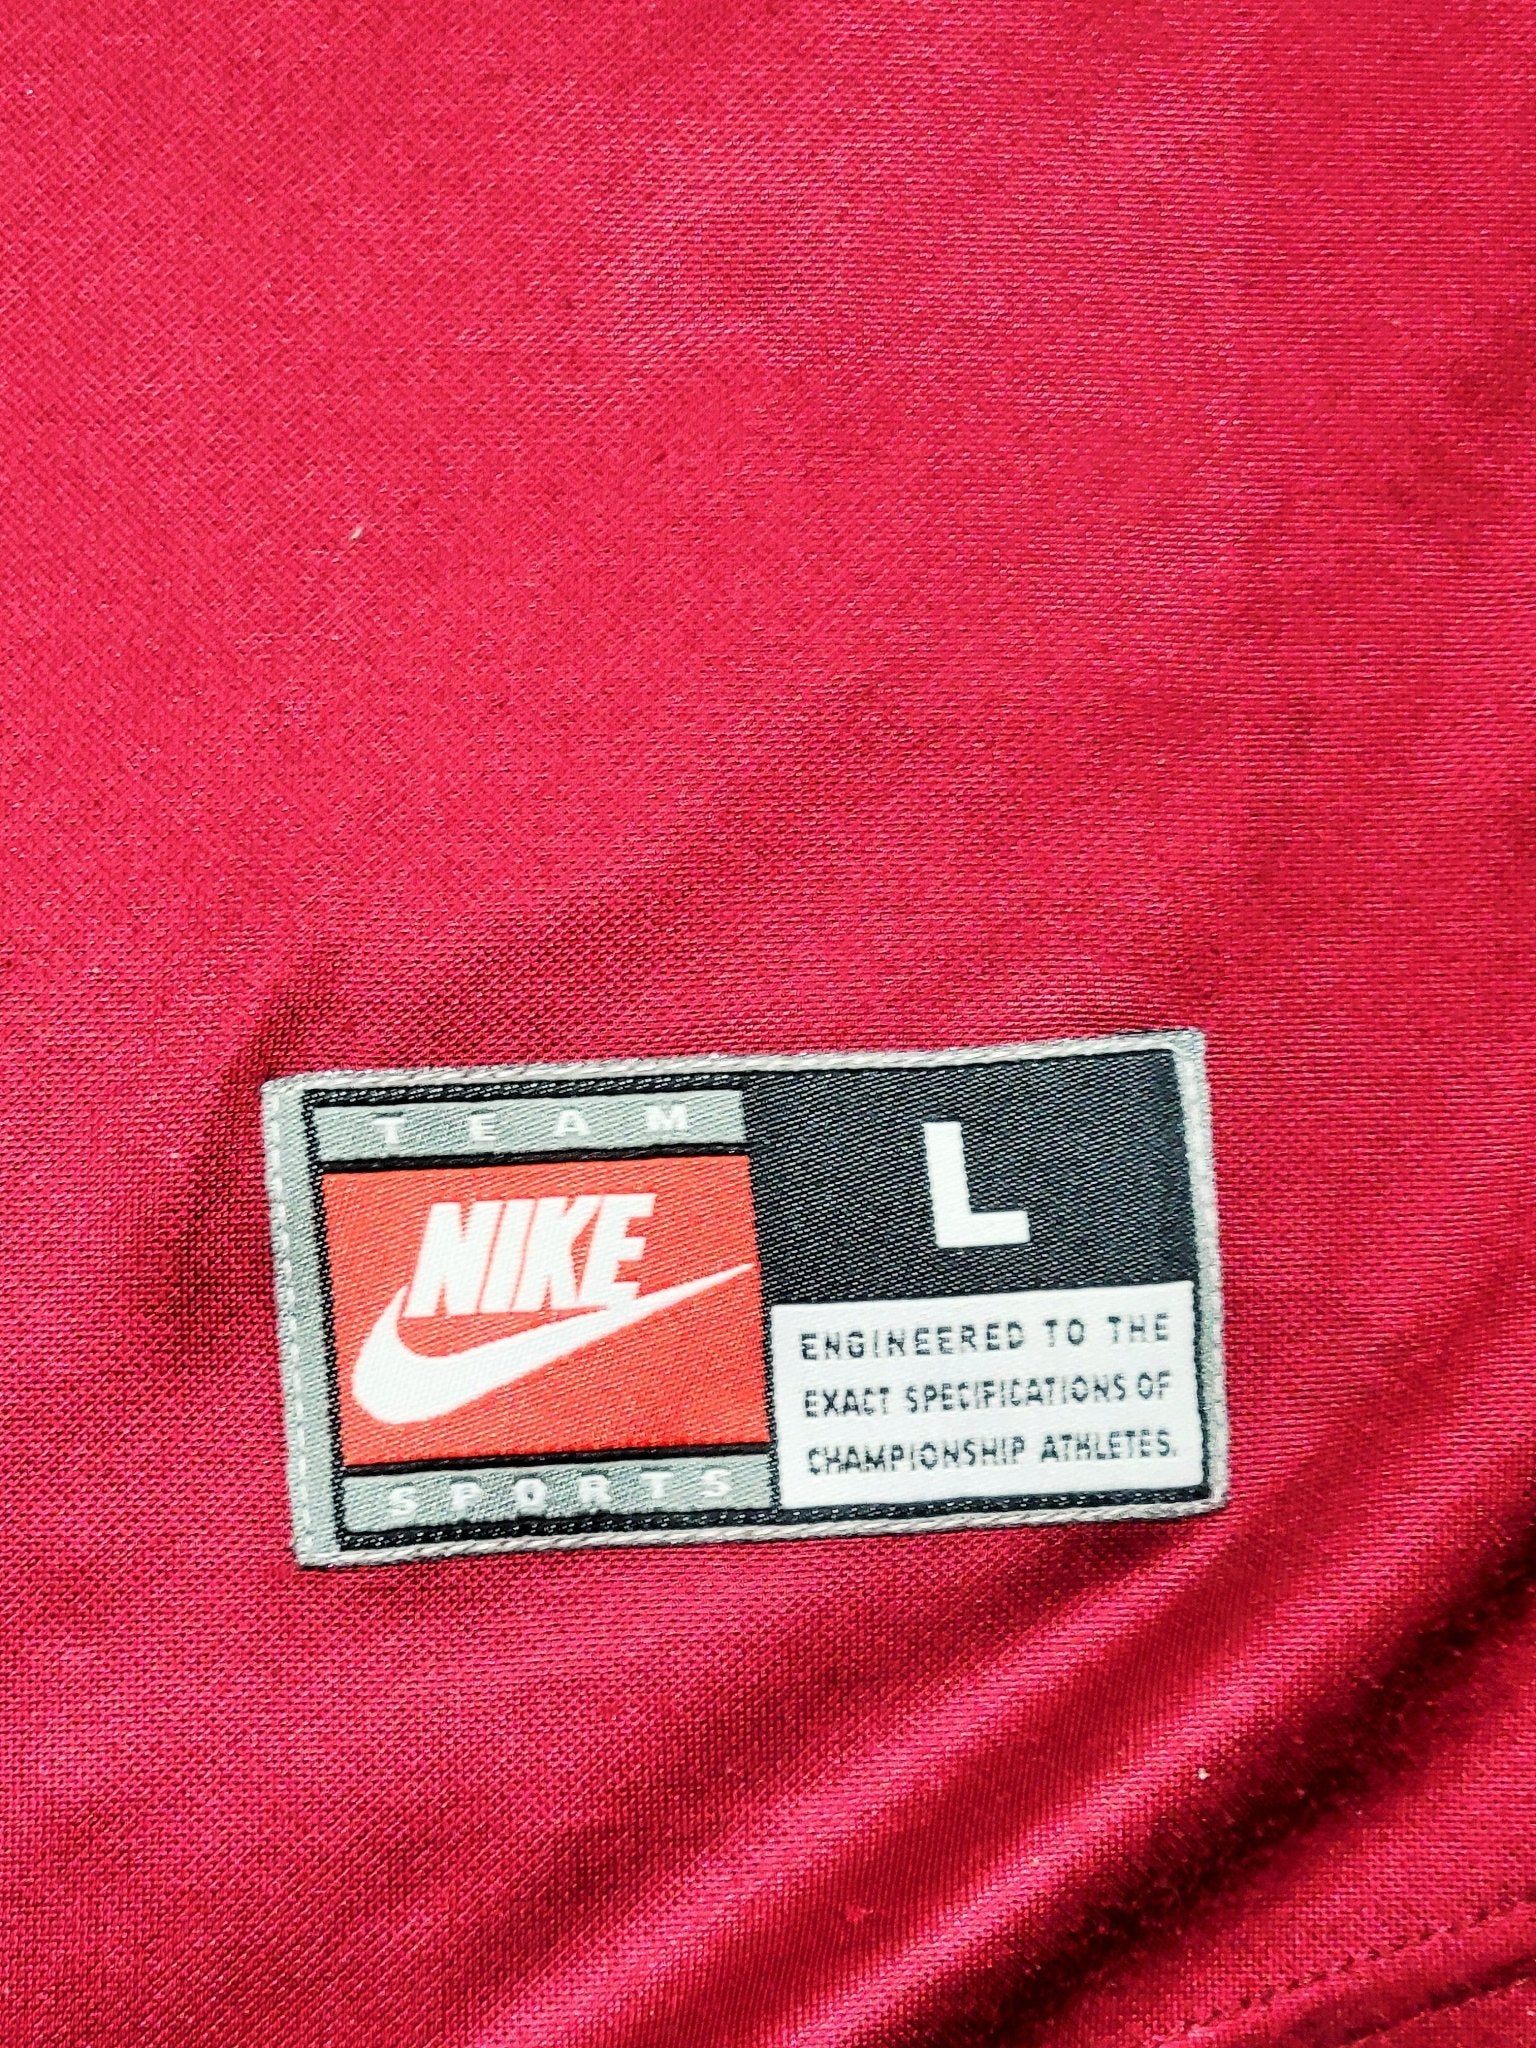 TEAM
NIKE
SPORTS
L
ENGINEERED TO THE
EXACT SPECIFICATIONS OF
CHAMPIONSHIP ATHLETES.